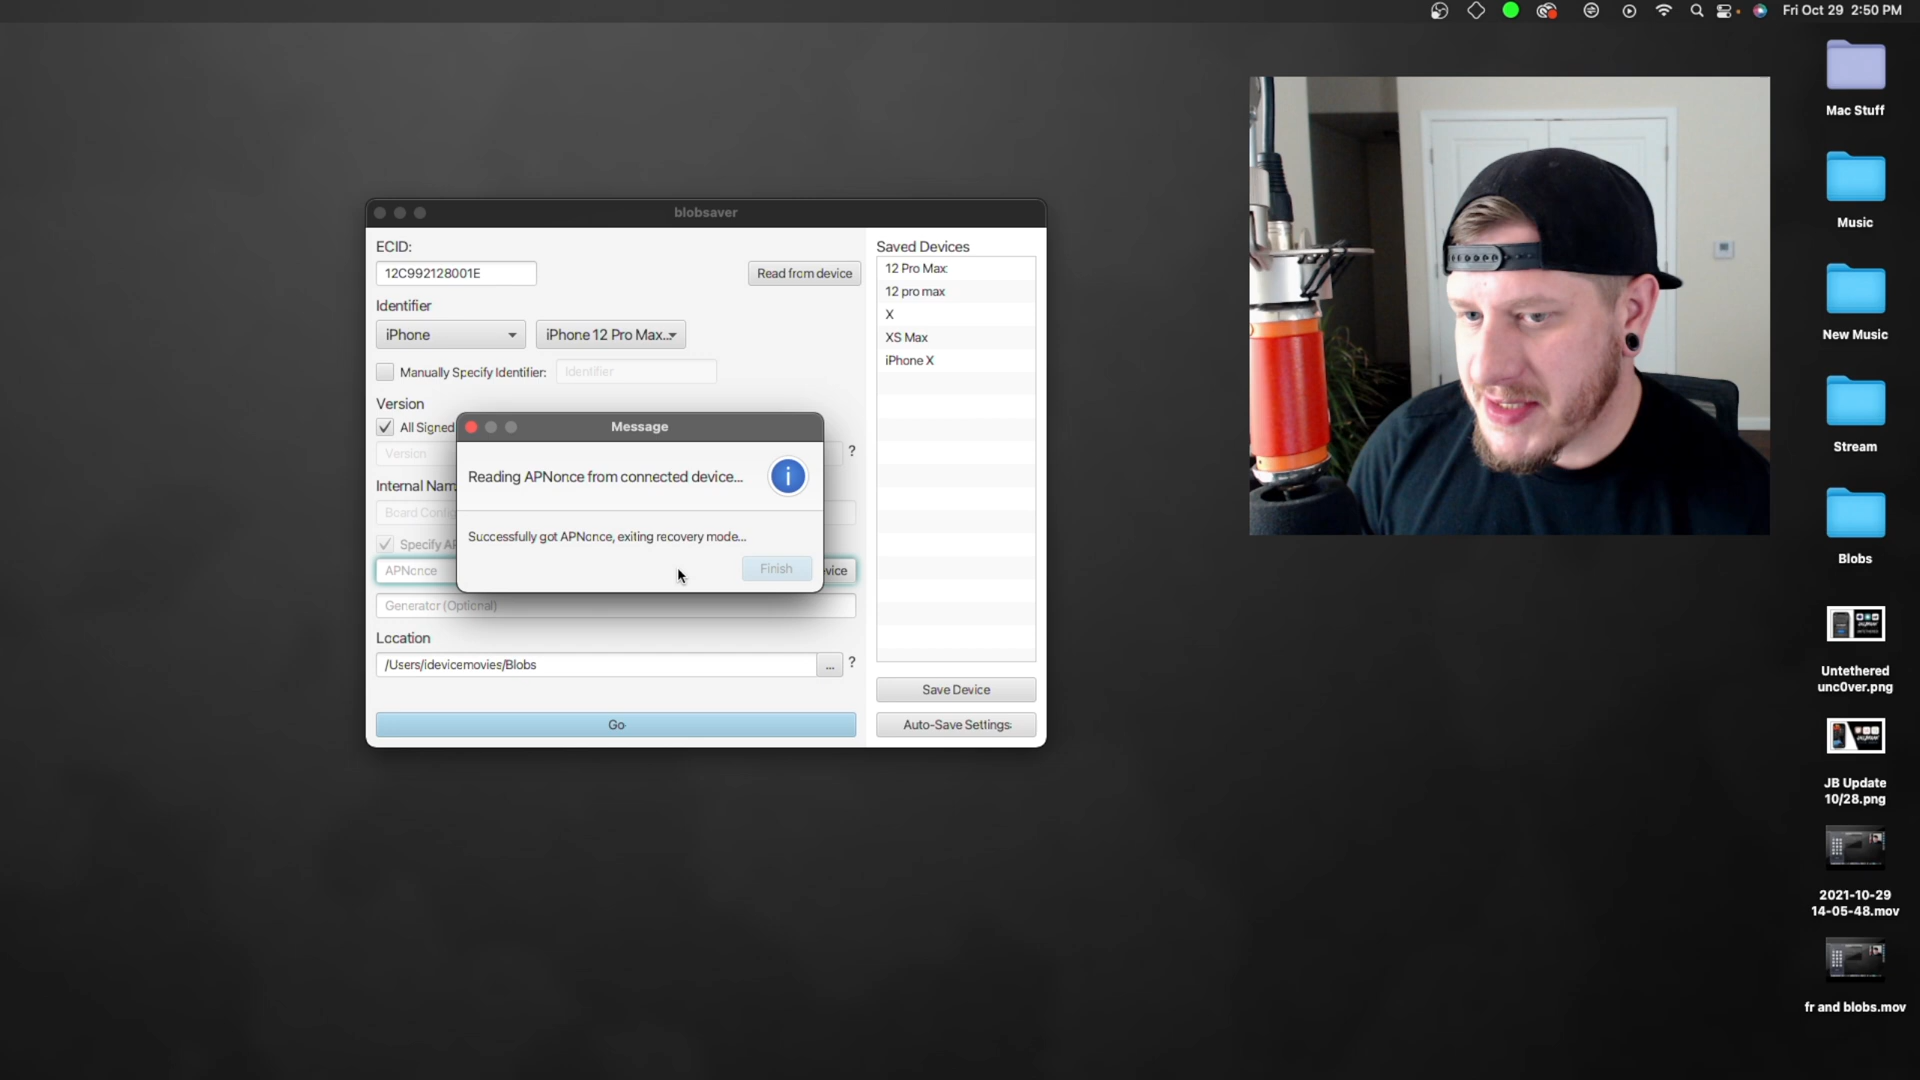 Fri Oct 29 2:50 PM
Mac Stuff
Music
New Music
Stream
Blobs
Untethered
unc0ver.png
JB Update
10/28.png
2021-10-29
14-05-48.mov
fr and blobs.mov
blobsaver
ECID:
12C992128001E
Read from device
Identifier
iPhone
iPhone 12 Pro Max...
Manually Specify Identifier:
Identifier
Version
All Signed
Version
?
Internal Nam
Board Config
Specify AP
APNonce
vice
Generator (Optional)
Location
/Users/idevicemovies/Blobs
...
?
Go
Message
Reading APNonce from connected device...
i
Successfully got APNonce, exiting recovery mode...
Finish
Saved Devices
12 Pro Max
12 pro max
X
XS Max
iPhone X
Save Device
Auto-Save Settings